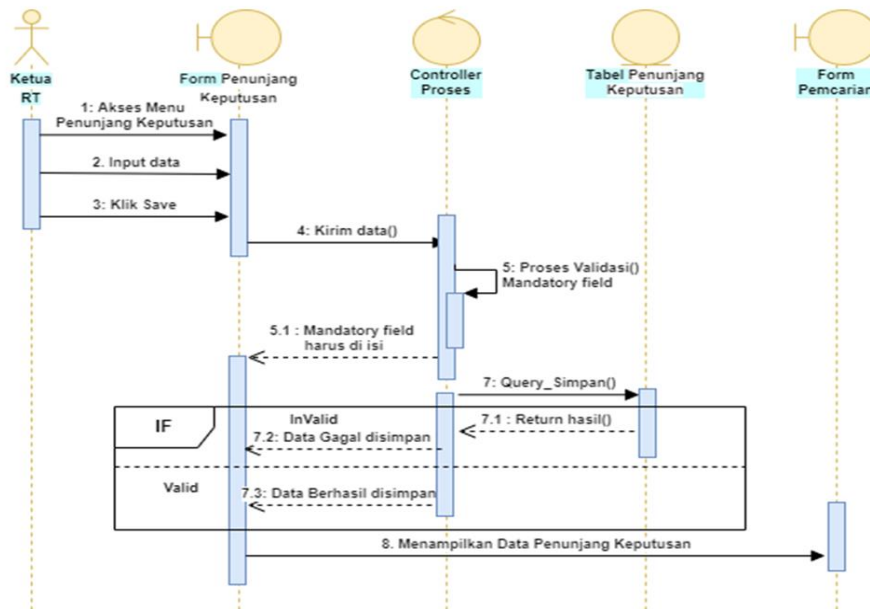 Ketua
RT
Form Penunjang
Keputusan
Controller
Proses
Tabel Penunjang
Keputusan
Form
Pemcarian
1: Akses Menu
Penunjang Keputusan
2. Input data
3: Klik Save
4: Kirim data()
5: Proses Validasi()
Mandatory field
5.1 : Mandatory field
harus di isi
7: Query_Simpan()
IF
InValid
7.1 : Return hasil()
7.2: Data Gagal disimpan
Valid
7.3: Data Berhasil disimpan
8. Menampilkan Data Penunjang Keputusan